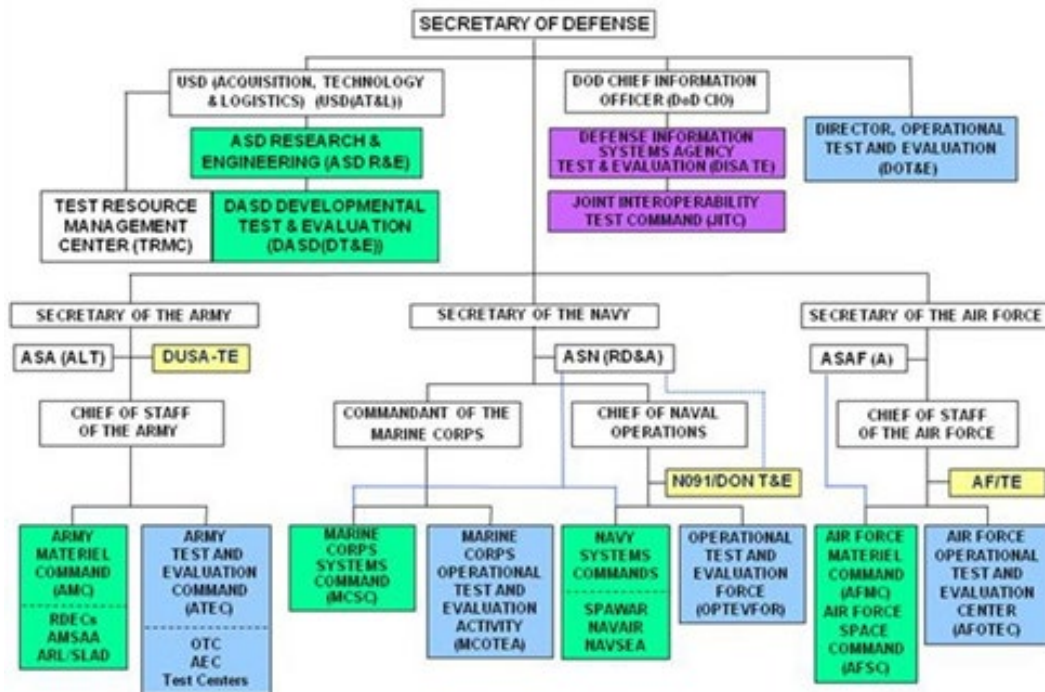 SECRETARY OF DEFENSE
USD (ACQUISITION, TECHNOLOGY
& LOGISTICS) (USD(AT&L))
DOD CHIEF INFORMATION
OFFICER (DoD CIO)
ASD RESEARCH &
ENGINEERING (ASD R&E)
DEFENSE INFORMATION
SYSTEMS AGENCY
TEST & EVALUATION (DISA TE)
DIRECTOR, OPERATIONAL
TEST AND EVALUATION
(DOT&E)
TEST RESOURCE
MANAGEMENT
CENTER (TRMC)
DASD DEVELOPMENTAL
TEST & EVALUATION
(DASD(DT&E))
JOINT INTEROPERABILITY
TEST COMMAND (JITC)
SECRETARY OF THE ARMY
SECRETARY OF THE NAVY
SECRETARY OF THE AIR FORCE
ASA (ALT)
DUSA-TE
ASN (RD&A)
ASAF (A)
CHIEF OF STAFF
OF THE ARMY
COMMANDANT OF THE
MARINE CORPS
CHIEF OF NAVAL
OPERATIONS
CHIEF OF STAFF
OF THE AIR FORCE
N091/DON T&E
AF/TE
ARMY
MATERIEL
COMMAND
(AMC)
RDECs
AMSAA
ARL/SLAD
ARMY
TEST AND
EVALUATION
COMMAND
(ATEC)
OTC
AEC
Test Centers
MARINE
CORPS
SYSTEMS
COMMAND
(MCSC)
MARINE
CORPS
OPERATIONAL
TEST AND
EVALUATION
ACTIVITY
(MCOTEA)
NAVY
SYSTEMS
COMMANDS
SPAWAR
NAVAIR
NAVSEA
OPERATIONAL
TEST AND
EVALUATION
FORCE
(OPTEVFOR)
AIR FORCE
MATERIEL
COMMAND
(AFMC)
AIR FORCE
SPACE
COMMAND
(AFSC)
AIR FORCE
OPERATIONAL
TEST AND
EVALUATION
CENTER
(AFOTEC)